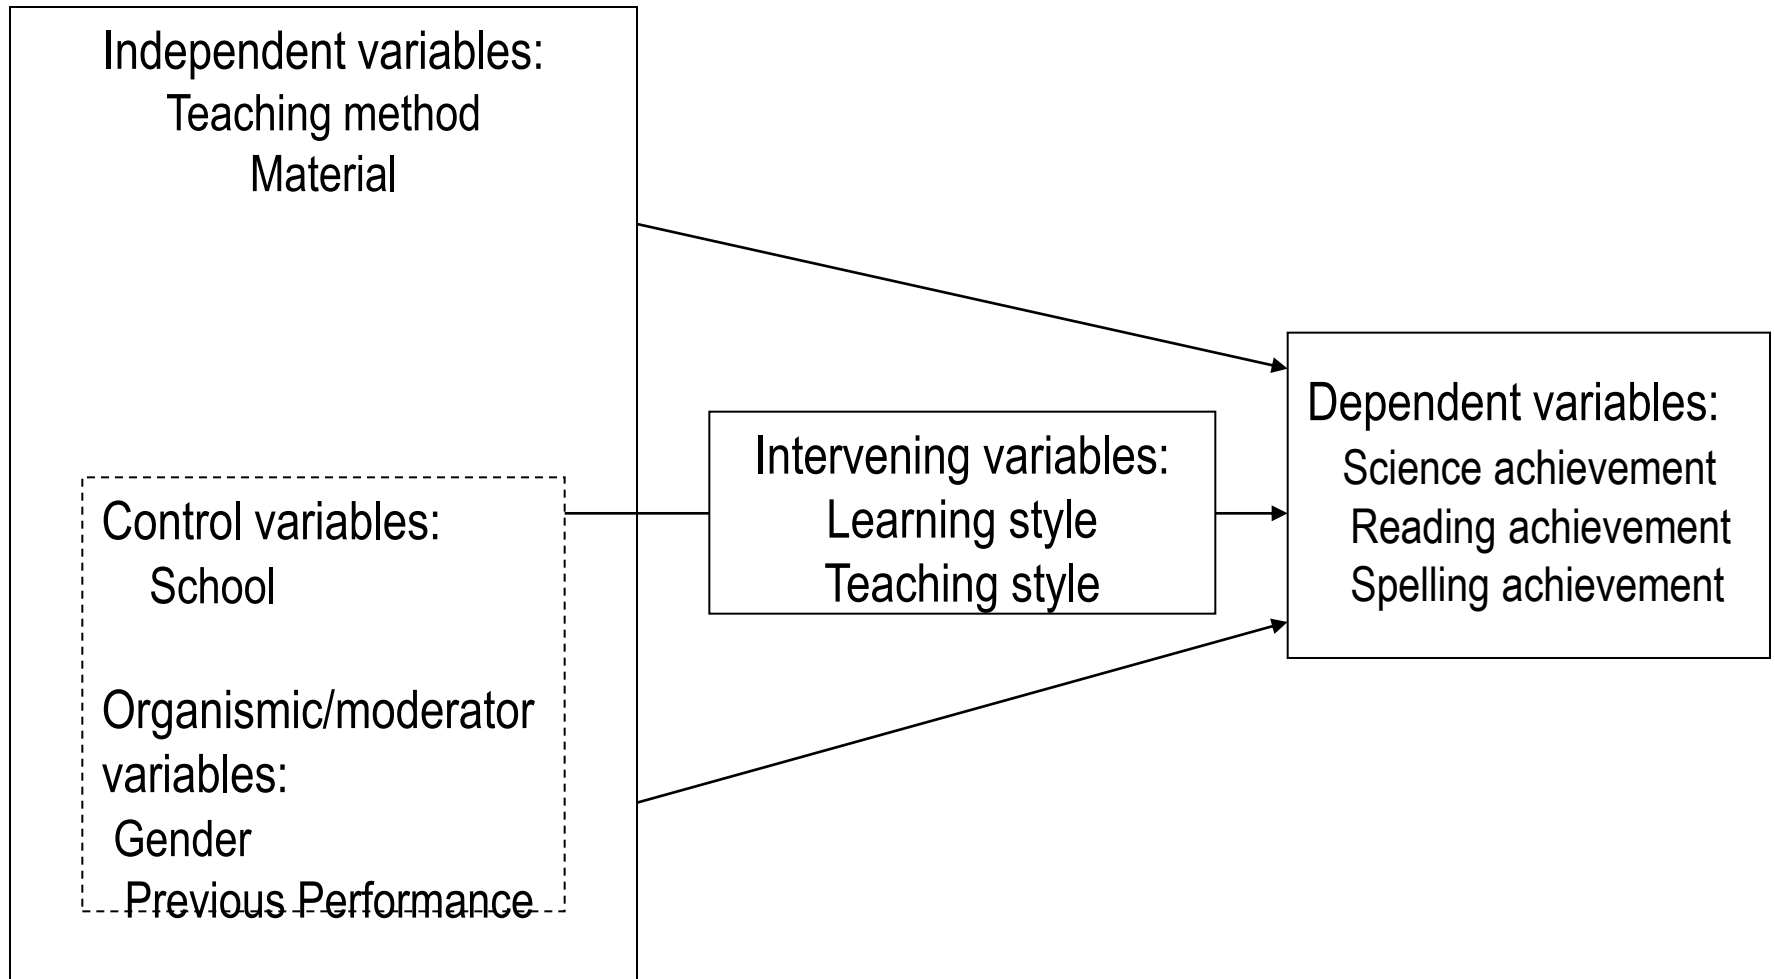 Independent variables:
Teaching method
Material
Control variables:
School
Organismic/moderator
variables:
Gender
Previous Performance
Intervening variables:
Learning style
Teaching style
Dependent variables:
Science achievement
Reading achievement
Spelling achievement